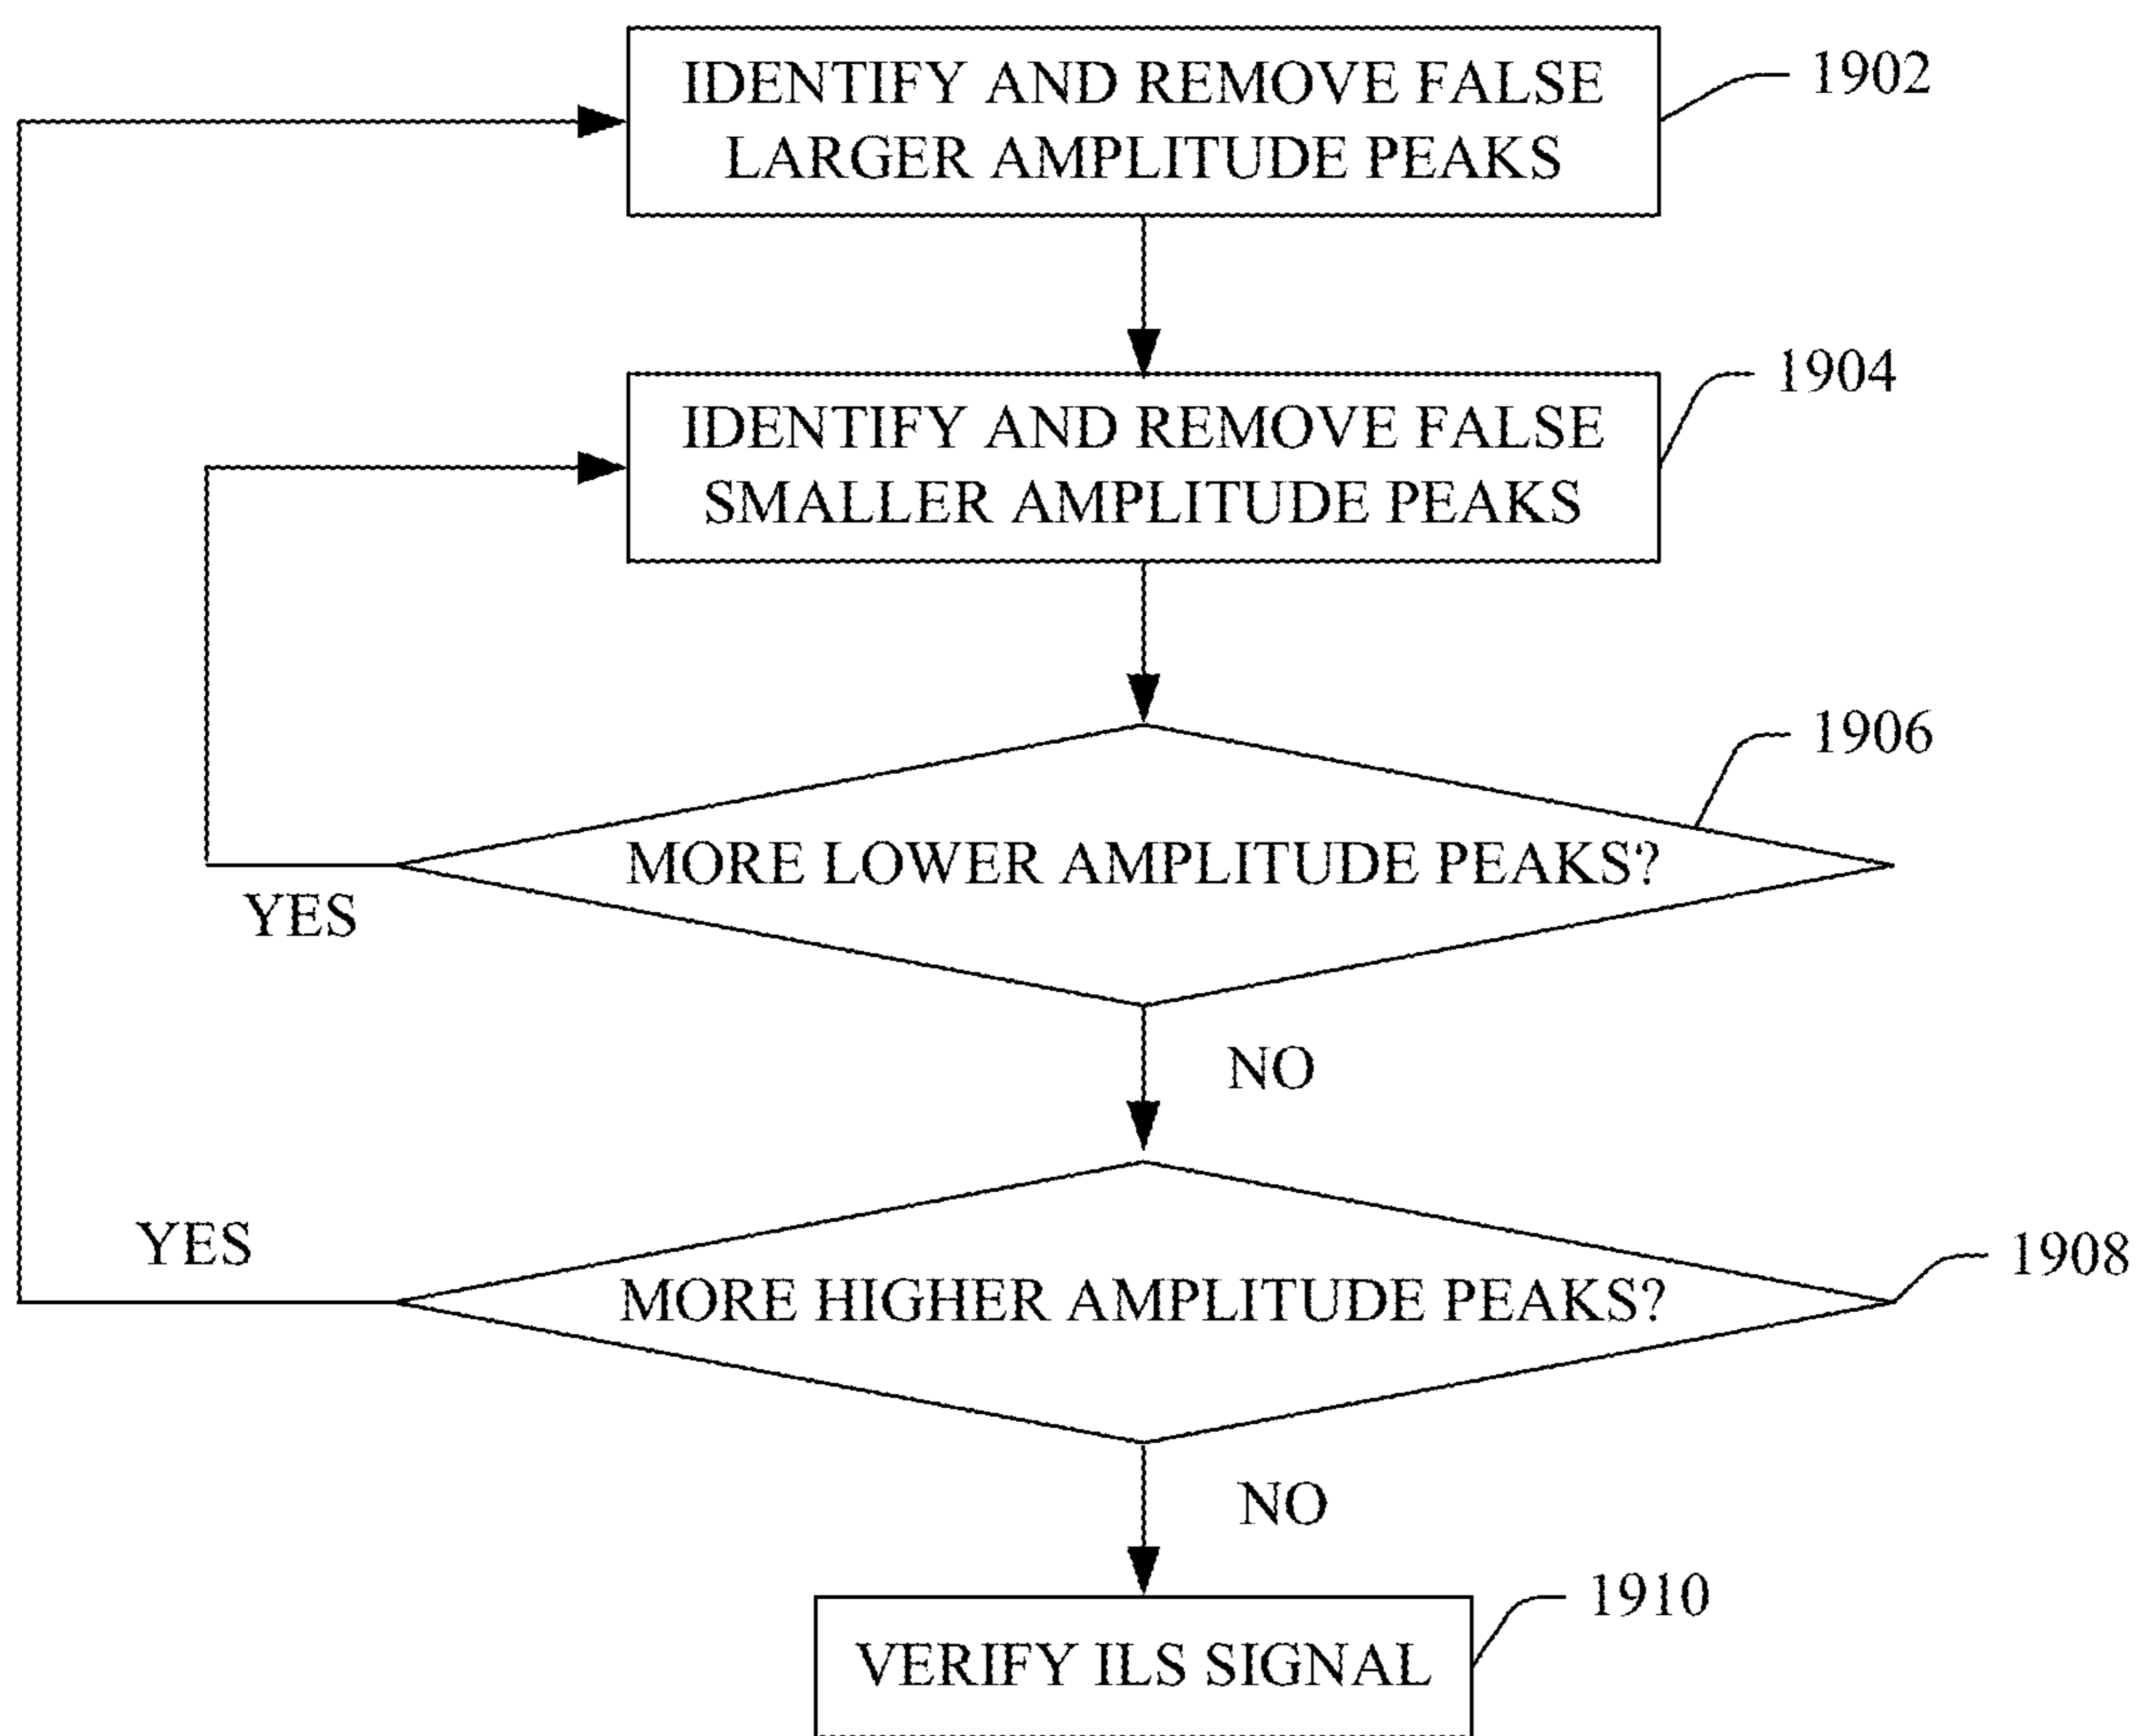 IDENTIFY AND REMOVE FALSE
LARGER AMPLITUDE PEAKS
1902
IDENTIFY AND REMOVE FALSE
SMALLER AMPLITUDE PEAKS
1904
1906
MORE LOWER AMPLITUDE PEAKS?
YES
NO
YES
MORE HIGHER AMPLITUDE PEAKS?
1908
NO
1910
VERIFY ILS SIGNAL